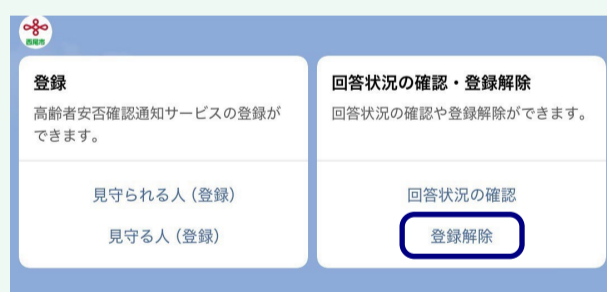 西尾市
登録
高齢者安否確認通知サービスの登録が
できます。
見守られる人（登録）
見守る人（登録）
回答状況の確認・登録解除
回答状況の確認や登録解除ができます。
回答状況の確認
登録解除